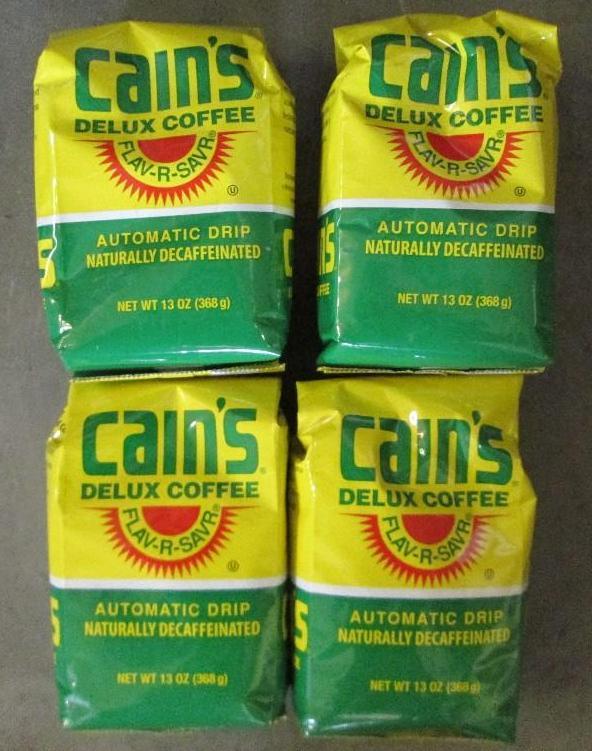 Cain's
DELUX COFFEE
FLAV-R-SAVR®
U
AUTOMATIC DRIP
NATURALLY DECAFFEINATED
NET WT 13 OZ (368 g)
Cain's
DELUX COFFEE
FLAV-R-SAVR®
U
AUTOMATIC DRIP
NATURALLY DECAFFEINATED
NET WT 13 OZ (368 g)
Cain's
DELUX COFFEE
FLAV-R-SAVR®
U
AUTOMATIC DRIP
NATURALLY DECAFFEINATED
NET WT 13 OZ (368 g)
Cain's
DELUX COFFEE
FLAV-R-SAVR®
U
AUTOMATIC DRIP
NATURALLY DECAFFEINATED
NET WT 13 OZ (368 g)